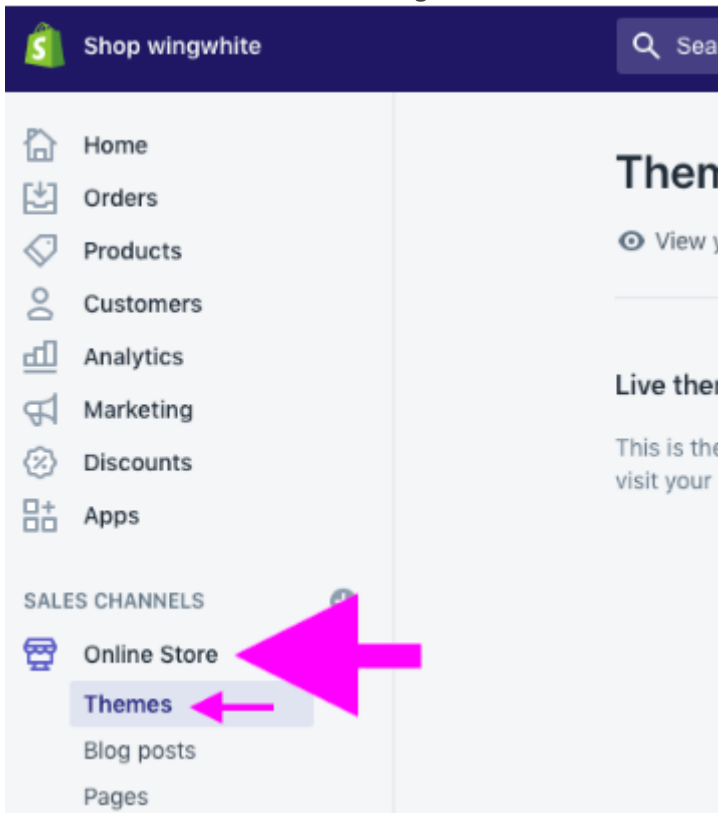 Shop wingwhite
Sea
Home
Orders
Products
Customers
Analytics
Marketing
Discounts
Apps
SALES CHANNELS
Online Store
Themes
Blog posts
Pages
Them
View y
Live ther
This is the
visit your